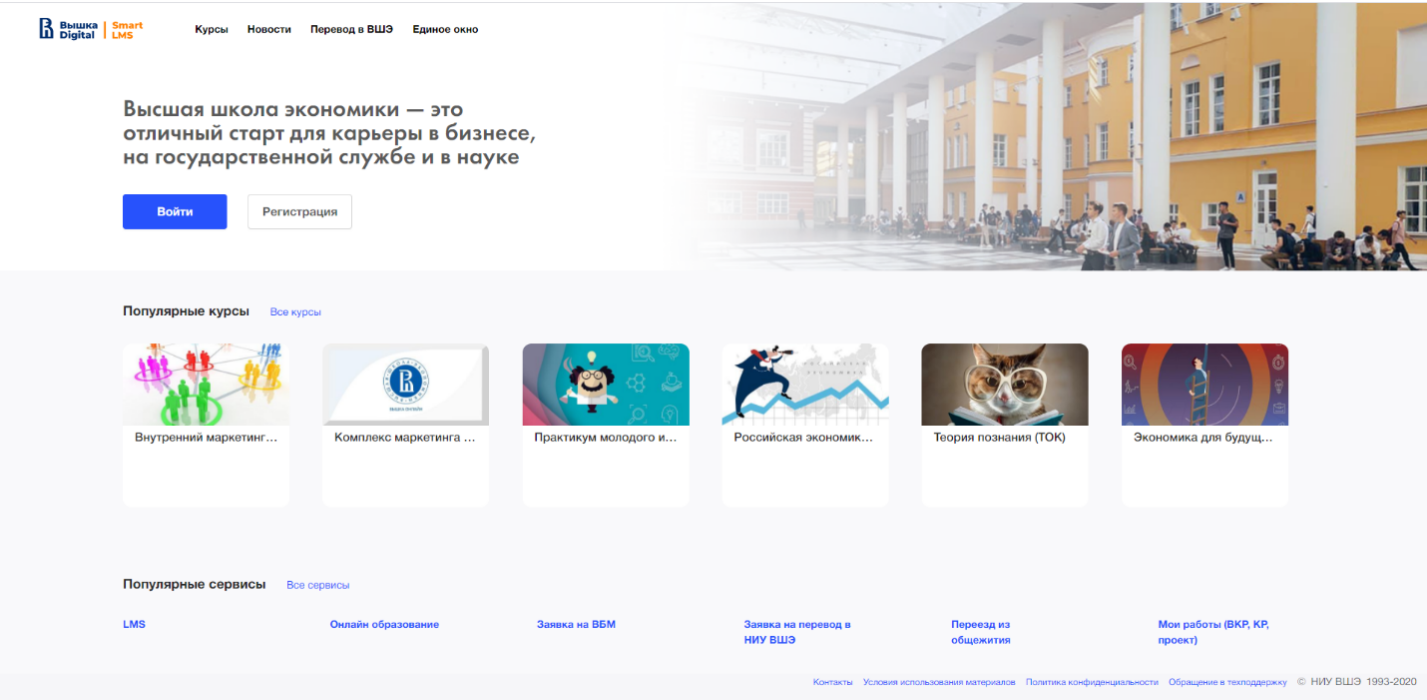 Вышка
Digital
Smart
LMS
Курсы Новости Перевод в ВШЭ Единое окно
Высшая школа экономики — это
отличный старт для карьеры в бизнесе,
на государственной службе и в науке
Войти Регистрация
Популярные курсы Все курсы
Внутренний маркетинг...
Комплекс маркетинга ...
Практикум молодого и...
Российская экономик...
Теория познания (ТОК)
Экономика для будущ...
Популярные сервисы Все сервисы
LMS
Онлайн образование
Заявка на ВБМ
Заявка на перевод в
НИУ ВШЭ
Переезд из
общежития
Мои работы (ВКР, КР,
проект)
Контакты Условия использования материалов Политика конфиденциальности Обращение в техподдержку © НИУ ВШЭ 1993-2020